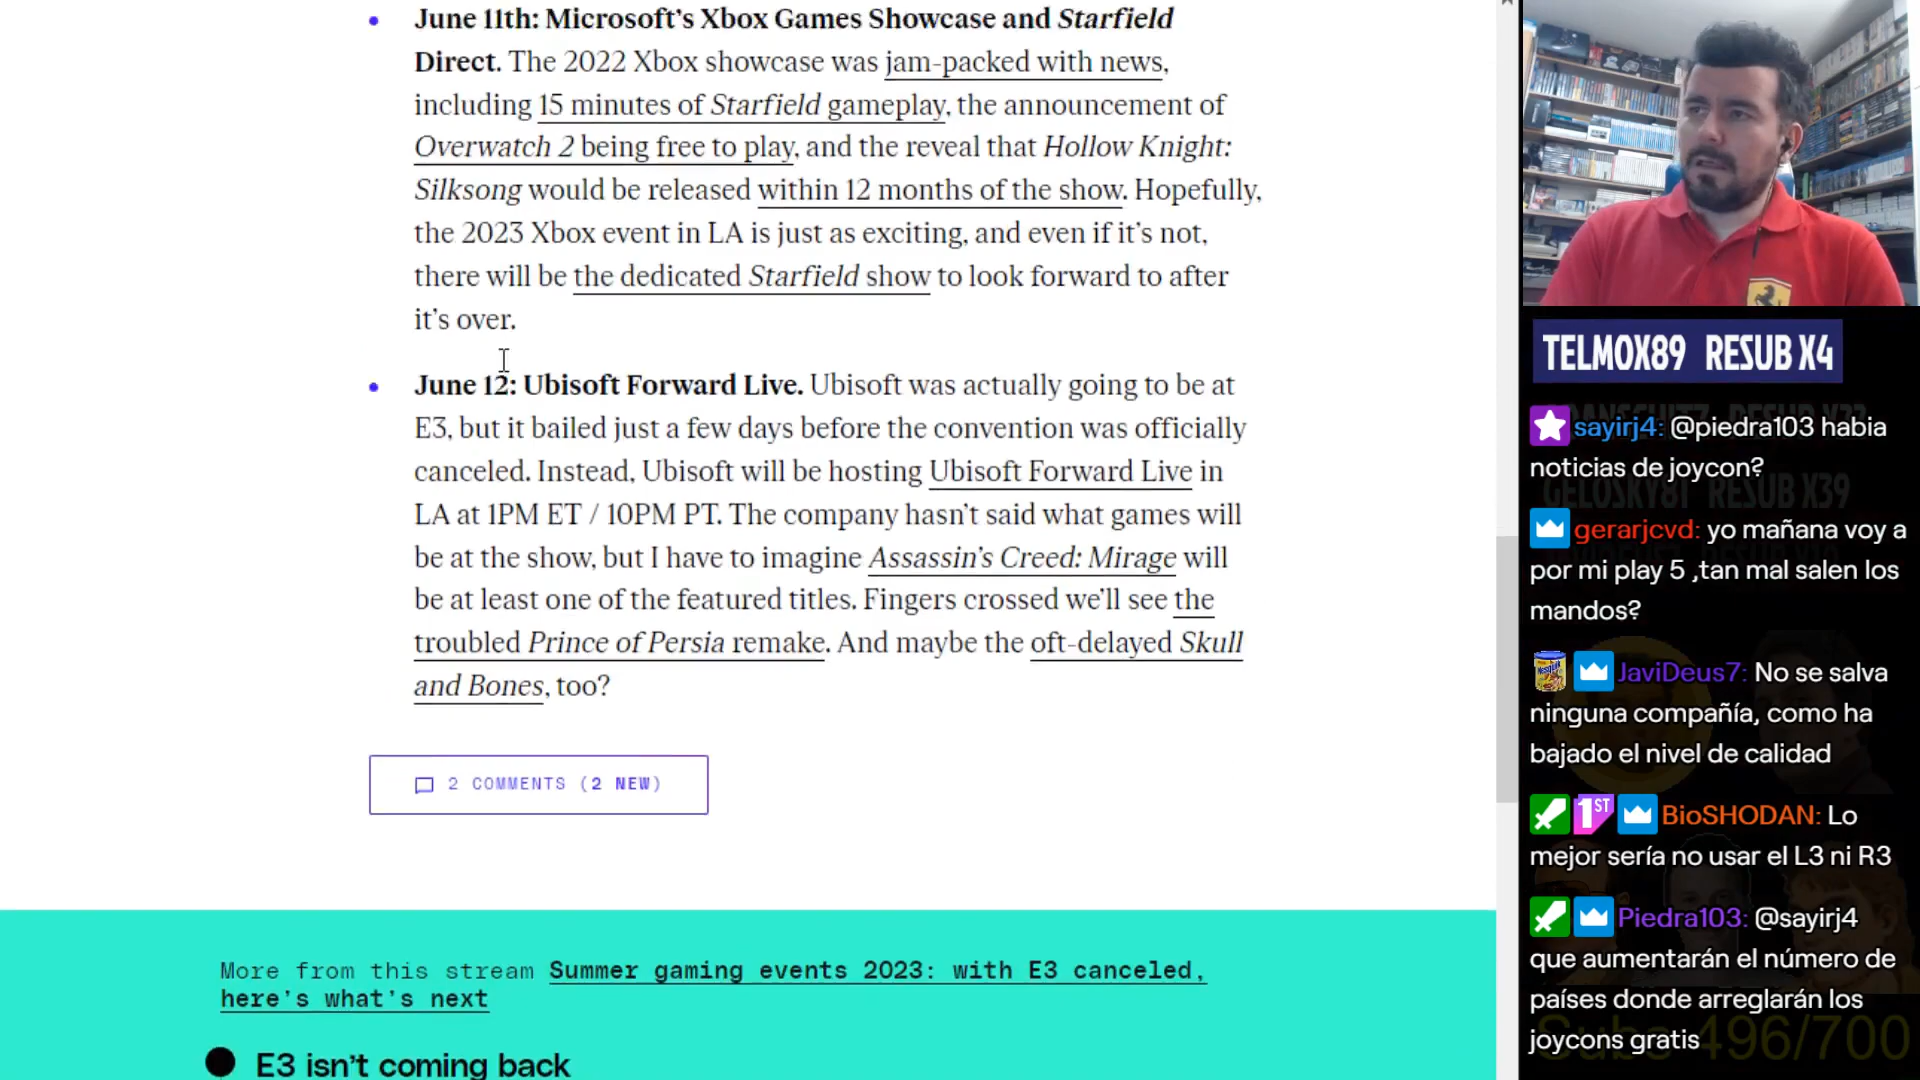 June 11th: Microsoft's Xbox Games Showcase and Starfield
Direct. The 2022 Xbox showcase was jam-packed with news,
including 15 minutes of Starfield gameplay, the announcement of
Overwatch 2 being free to play, and the reveal that Hollow Knight:
Silksong would be released within 12 months of the show. Hopefully,
the 2023 Xbox event in LA is just as exciting, and even if it's not,
there will be the dedicated Starfield show to look forward to after
it's over.
June 12: Ubisoft Forward Live. Ubisoft was actually going to be at
E3, but it bailed just a few days before the convention was officially
canceled. Instead, Ubisoft will be hosting Ubisoft Forward Live in
LA at 1PM ET / 10PM PT. The company hasn't said what games will
be at the show, but I have to imagine Assassin's Creed: Mirage will
be at least one of the featured titles. Fingers crossed we'll see the
troubled Prince of Persia remake. And maybe the oft-delayed Skull
and Bones, too?
2 COMMENTS (2 NEW)
More from this stream Summer gaming events 2023: with E3 canceled,
here's what's next
E3 isn't coming back
TELMOX89 RESUB X4
GELOSKY81 RESUB X39
sayirj4: @piedra103 habia
noticias de joycon?
gerarjcvd: yo mañana voy a
por mi play 5 ,tan mal salen los
mandos?
JaviDeus7: No se salva
ninguna compañía, como ha
bajado el nivel de calidad
1ST
BioSHODAN: Lo
mejor sería no usar el L3 ni R3
Piedra103: @sayirj4
que aumentarán el número de
países donde arreglarán los
joycons gratis
Subs 496/700